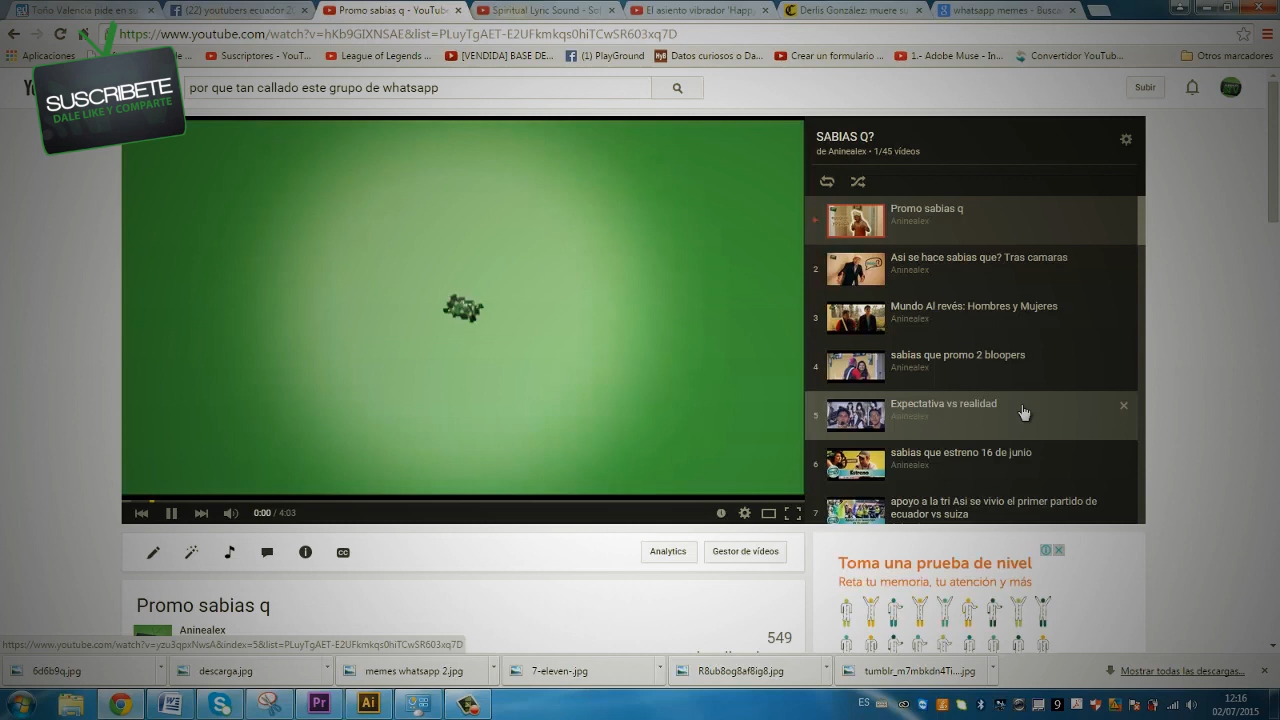 Toño Valencia pide en su
(22) youtubers ecuador 2
Promo sabias q - YouTube
Spiritual Lyric Sound - So
El asiento vibrador 'Happ
Derlis González: muere su
whatsapp memes - Busca
https://www.youtube.com/watch?v=hKb9GIXNSAE&list=PLuyTgAET-E2UFkmkqs0hiTCwSR603xq7D
Aplicaciones
Suscriptores - YouT...
League of Legends ...
[VENDIDA] BASE DE...
(1) PlayGround
Datos curiosos o ...
Crear un formulario ...
1.- Adobe Muse - In...
Convertidor YouTub...
Otros marcadores
SUSCRIBETE
DALE LIKE Y COMPARTE
por que tan callado este grupo de whatsapp
Subir
SABIAS Q?
de Aninealex • 1/45 vídeos
Promo sabias q
Aninealex
2
Asi se hace sabias que? Tras camaras
Aninealex
3
Mundo Al revés: Hombres y Mujeres
Aninealex
4
sabias que promo 2 bloopers
Aninealex
5
Expectativa vs realidad
Aninealex
6
sabias que estreno 16 de junio
Aninealex
7
apoyo a la tri Asi se vivio el primer partido de
ecuador vs suiza
0:00 / 4:03
CC
Analytics
Gestor de vídeos
Promo sabias q
Aninealex
549
Toma una prueba de nivel
Reta tu memoria, tu atención y más
https://www.youtube.com/watch?v=yzu3qpxNwsA&index=5&list=PLuyTgAET-E2UFkmkqs0hiTCwSR603xq7D
6d6b9q.jpg
descarga.jpg
memes whatsapp 2.jpg
7-eleven-.jpg
R8ub0og8af8ig8.jpg
tumblr_m7mbkdn4Ti....jpg
Mostrar todas las descargas...
Pr
Ai
ES
12:16
02/07/2015